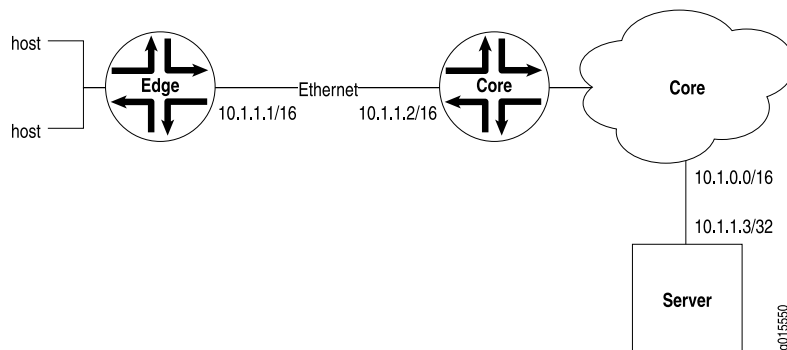 host
host
Edge
10.1.1.1/16
Ethernet
10.1.1.2/16
Core
Core
10.1.0.0/16
10.1.1.3/32
Server
g015550